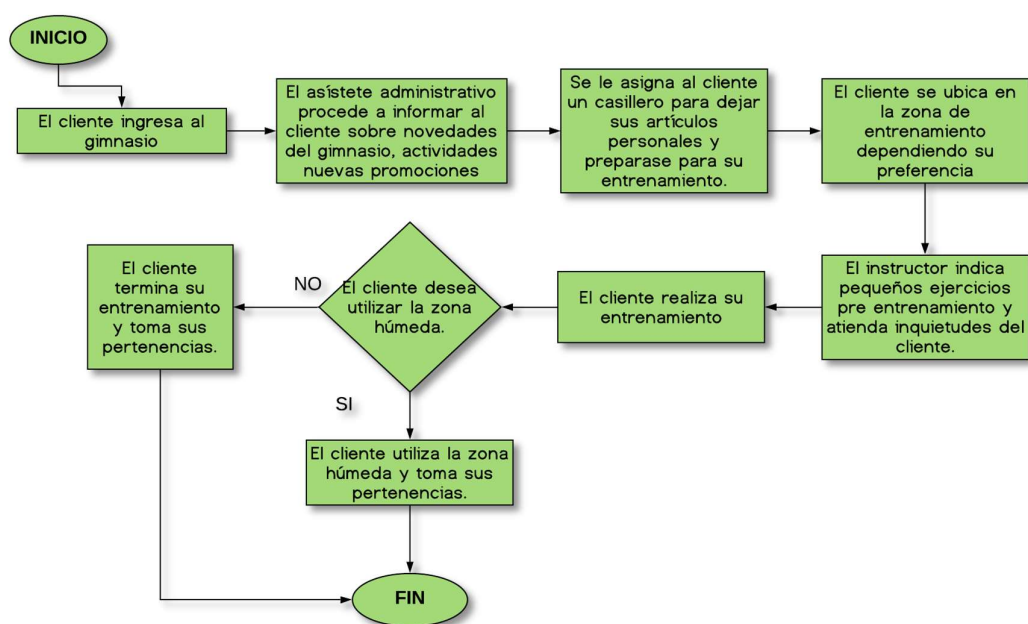 INICIO
El cliente ingresa al
gimnasio
El asístete administrativo
procede a informar al
cliente sobre novedades
del gimnasio, actividades
nuevas promociones
Se le asigna al cliente
un casillero para dejar
sus artículos
personales y
preparase para su
entrenamiento.
El cliente se ubica en
la zona de
entrenamiento
dependiendo su
preferencia
El instructor indica
pequeños ejercicios
pre entrenamiento y
atienda inquietudes del
cliente.
El cliente realiza su
entrenamiento
El cliente desea
utilizar la zona
húmeda.
NO
El cliente
termina su
entrenamiento
y toma sus
pertenencias.
SI
El cliente utiliza la zona
húmeda y toma sus
pertenencias.
FIN